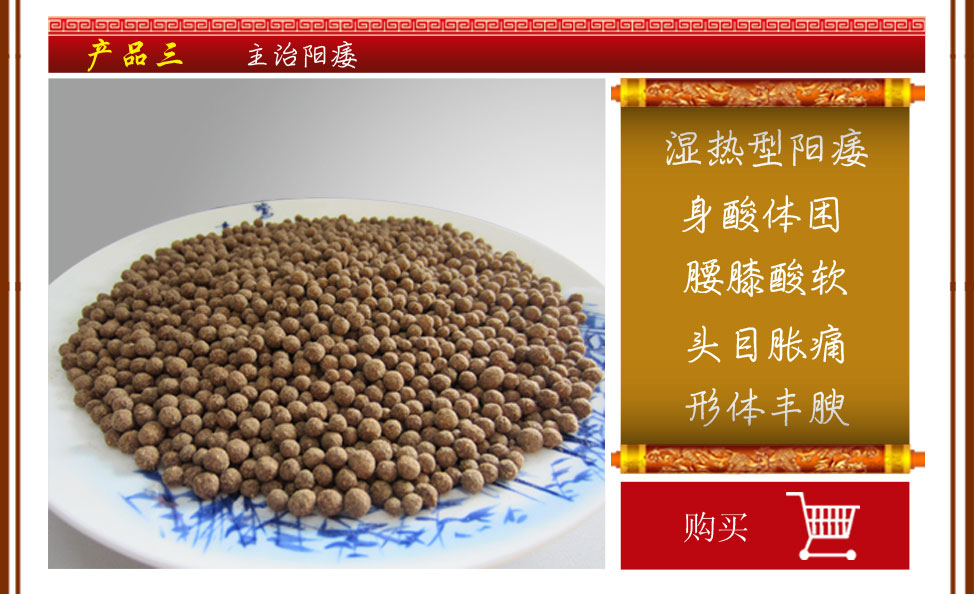 产品三 主治阳痿
湿热型阳痿
身酸体困
腰膝酸软
头目胀痛
形体丰腴
购买